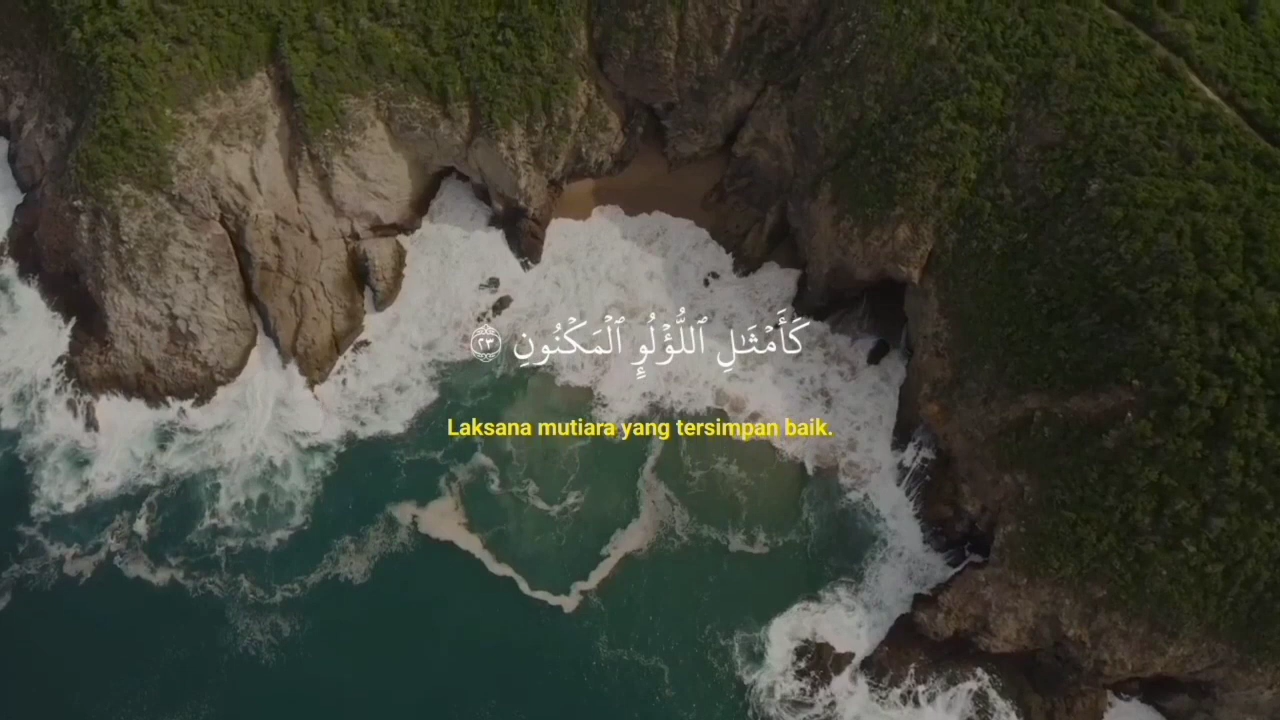 كَأَمْثَـٰلِ ٱللُّؤْلُوِٕ ٱلْمَكْنُونِ ٢٣
Laksana mutiara yang tersimpan baik.